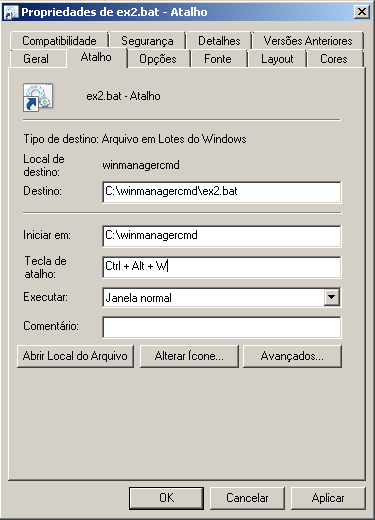 Propriedades de ex2.bat - Atalho
Compatibilidade Segurança Detalhes Versões Anteriores
Geral Atalho Opções Fonte Layout Cores
ex2.bat - Atalho
Tipo de destino: Arquivo em Lotes do Windows
Local de destino: winmanagercmd
Destino: C:\winmanagercmd\ex2.bat
Iniciar em: C:\winmanagercmd
Tecla de atalho: Ctrl + Alt + W
Executar: Janela normal
Comentário:
Abrir Local do Arquivo Alterar Ícone... Avançados...
OK Cancelar Aplicar